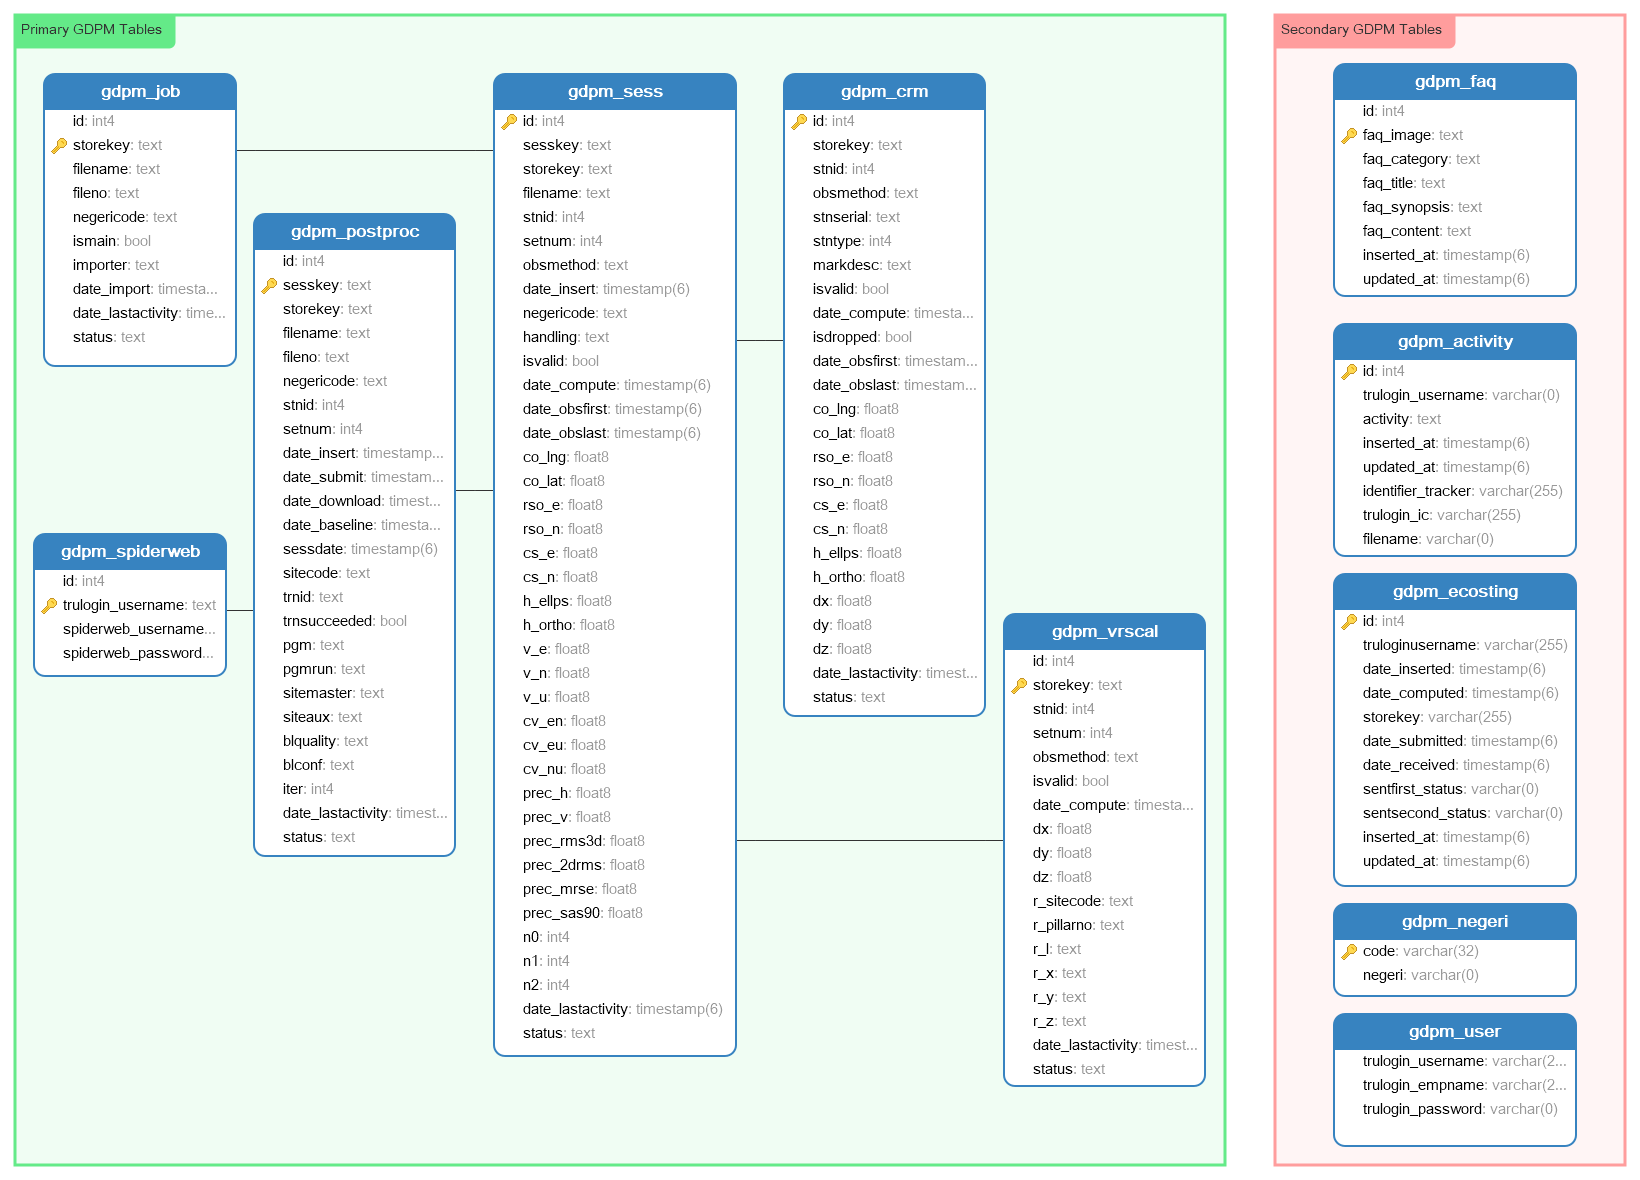 Primary GDPM Tables
gdpm_job
id: int4
storekey: text
filename: text
fileno: text
negericode: text
ismain: bool
importer: text
date_import: timesta...
date_lastactivity: time...
status: text
gdpm_postproc
id: int4
sesskey: text
storekey: text
filename: text
fileno: text
negericode: text
stnid: int4
setnum: int4
date_insert: timestamp...
date_submit: timestam...
date_download: timest...
date_baseline: timesta...
sessdate: timestamp(6)
sitecode: text
trnid: text
trnsucceeded: bool
pgm: text
pgmrun: text
sitemaster: text
siteaux: text
blquality: text
blconf: text
iter: int4
date_lastactivity: timest...
status: text
gdpm_spiderweb
id: int4
trulogin_username: text
spiderweb_username...
spiderweb_password...
gdpm_sess
id: int4
sesskey: text
storekey: text
filename: text
stnid: int4
setnum: int4
obsmethod: text
date_insert: timestamp(6)
negericode: text
handling: text
isvalid: bool
date_compute: timestamp(6)
date_obsfirst: timestamp(6)
date_obslast: timestamp(6)
co_lng: float8
co_lat: float8
rso_e: float8
rso_n: float8
cs_e: float8
cs_n: float8
h_ellps: float8
h_ortho: float8
v_e: float8
v_n: float8
v_u: float8
cv_en: float8
cv_eu: float8
cv_nu: float8
prec_h: float8
prec_v: float8
prec_rms3d: float8
prec_2drms: float8
prec_mrse: float8
prec_sas90: float8
n0: int4
n1: int4
n2: int4
date_lastactivity: timestamp(6)
status: text
gdpm_crm
id: int4
storekey: text
stnid: int4
obsmethod: text
stnserial: text
stntype: int4
markdesc: text
isvalid: bool
date_compute: timesta...
isdropped: bool
date_obsfirst: timestam...
date_obslast: timestam...
co_lng: float8
co_lat: float8
rso_e: float8
rso_n: float8
cs_e: float8
cs_n: float8
h_ellps: float8
h_ortho: float8
dx: float8
dy: float8
dz: float8
date_lastactivity: timest...
status: text
gdpm_vrscal
id: int4
storekey: text
stnid: int4
setnum: int4
obsmethod: text
isvalid: bool
date_compute: timesta...
dx: float8
dy: float8
dz: float8
r_sitecode: text
r_pillarno: text
r_l: text
r_x: text
r_y: text
r_z: text
date_lastactivity: timest...
status: text
Secondary GDPM Tables
gdpm_faq
id: int4
faq_image: text
faq_category: text
faq_title: text
faq_synopsis: text
faq_content: text
inserted_at: timestamp(6)
updated_at: timestamp(6)
gdpm_activity
id: int4
trulogin_username: varchar(0)
activity: text
inserted_at: timestamp(6)
updated_at: timestamp(6)
identifier_tracker: varchar(255)
trulogin_ic: varchar(255)
filename: varchar(0)
gdpm_ecosting
id: int4
truloginusername: varchar(255)
date_inserted: timestamp(6)
date_computed: timestamp(6)
storekey: varchar(255)
date_submitted: timestamp(6)
date_received: timestamp(6)
sentfirst_status: varchar(0)
sentsecond_status: varchar(0)
inserted_at: timestamp(6)
updated_at: timestamp(6)
gdpm_negeri
code: varchar(32)
negeri: varchar(0)
gdpm_user
trulogin_username: varchar(2...
trulogin_empname: varchar(2...
trulogin_password: varchar(0)